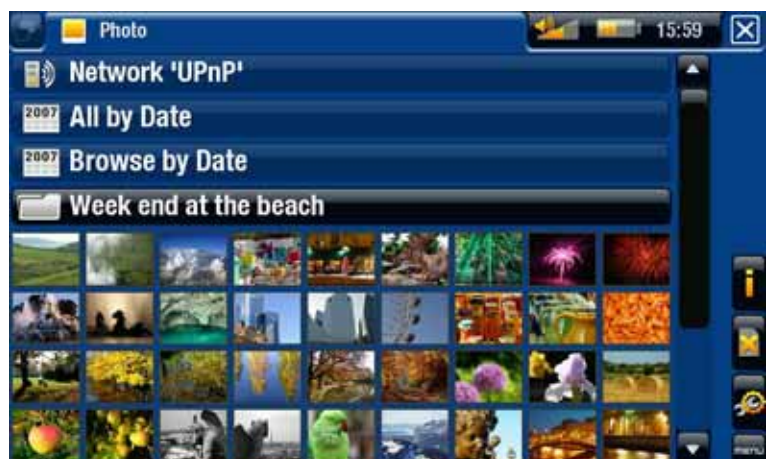 Photo
15:59
Network 'UPnP'
2007
All by Date
2007
Browse by Date
Week end at the beach
menu